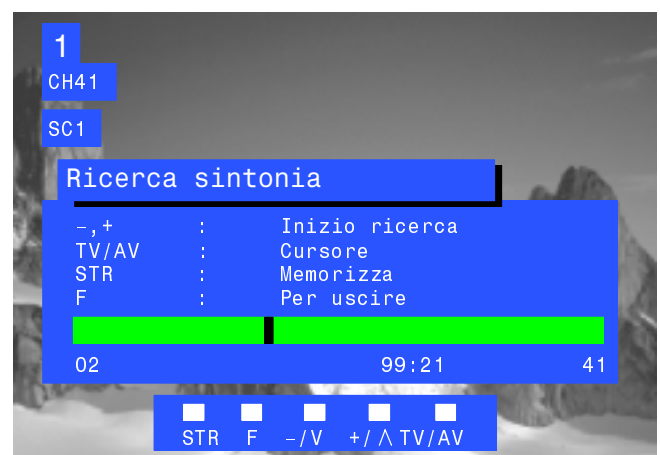 1
CH41
SC1
Ricerca sintonia
–,+ : Inizio ricerca
TV/AV : Cursore
STR : Memorizza
F : Per uscire
02 99:21 41
STR F –/V +/Λ TV/AV